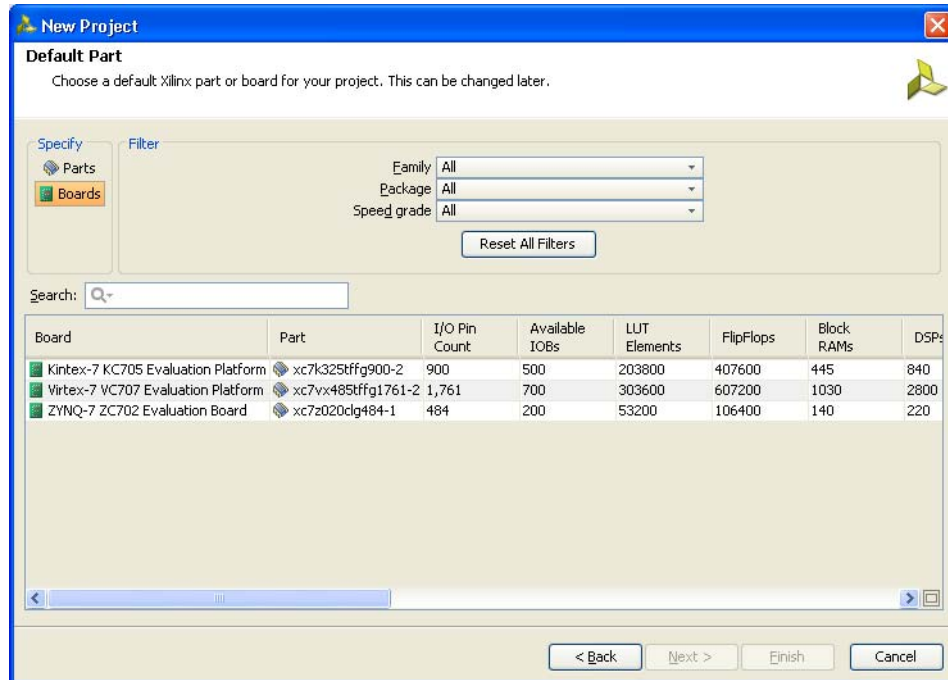 New Project
Default Part
Choose a default Xilinx part or board for your project. This can be changed later.
Specify
Parts
Boards
Filter
Family All
Package All
Speed grade All
Reset All Filters
Search:
Board Part I/O Pin Count Available IOBs LUT Elements FlipFlops Block RAMs DSPs
Kintex-7 KC705 Evaluation Platform xc7k325tffg900-2 900 500 203800 407600 445 840
Virtex-7 VC707 Evaluation Platform xc7vx485tffg1761-2 1,761 700 303600 607200 1030 2800
ZYNQ-7 ZC702 Evaluation Board xc7z020clg484-1 484 200 53200 106400 140 220
< Back Next > Finish Cancel